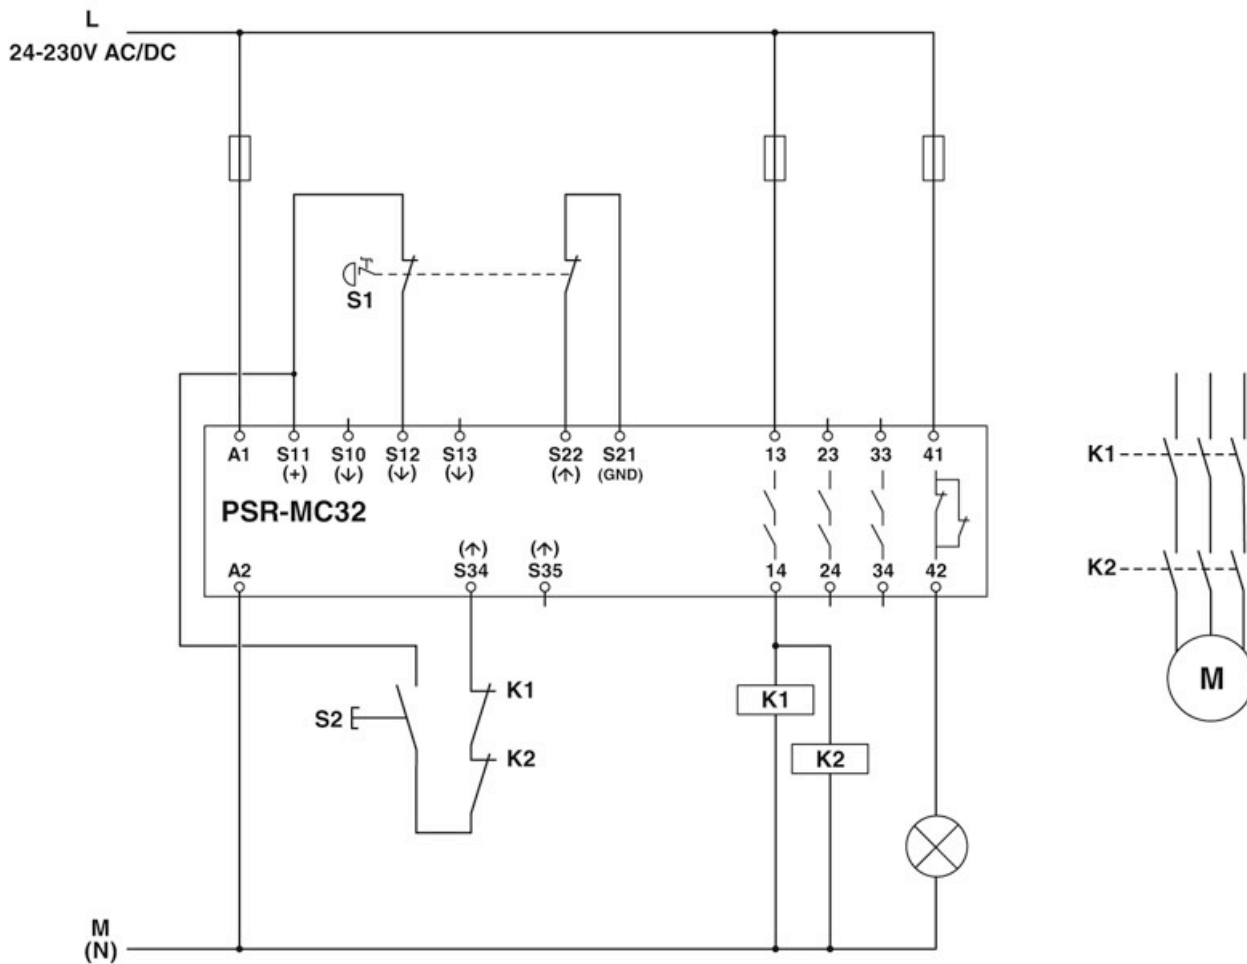 L
24-230V AC/DC
S1
A1 S11 S10 S12 S13 S22 S21 13 23 33 41
(+) (↓) (↓) (↓) (↑) (GND)
PSR-MC32
(↑) (↑)
A2 S34 S35 14 24 34 42
K1
K2
M
S2
K1
K2
K1
K2
M
(N)